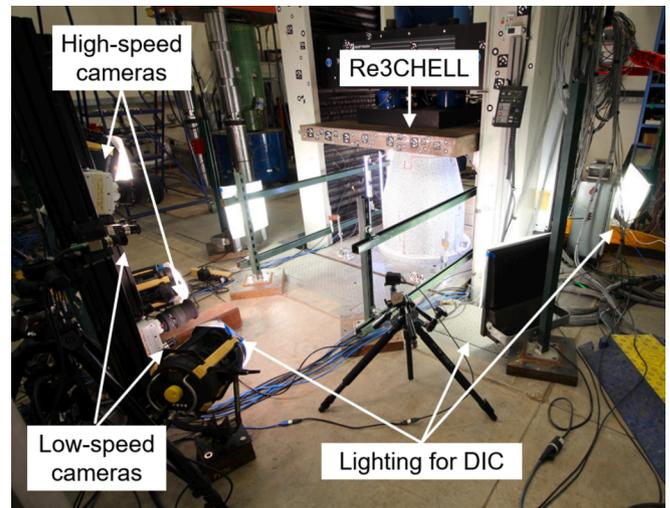 High-speed
cameras
Re3CHELL
Low-speed
cameras
Lighting for DIC